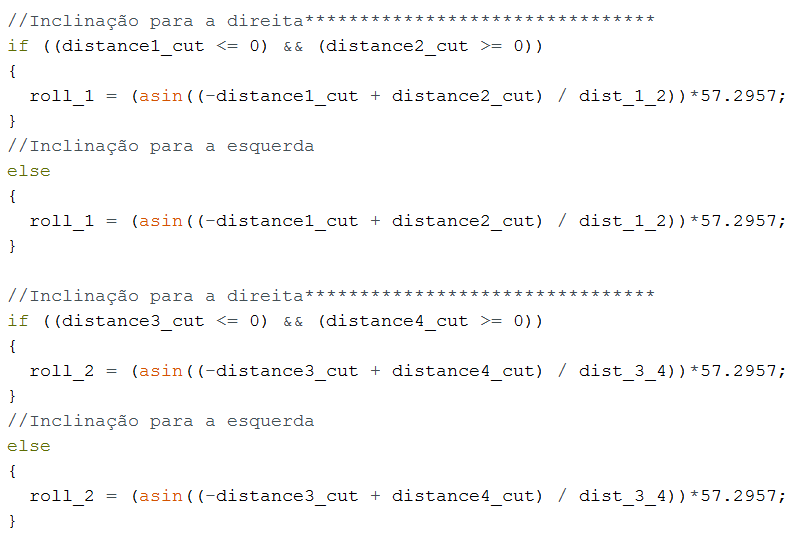 //Inclinação para a direita********************************
if ((distance1_cut <= 0) && (distance2_cut >= 0))
{
  roll_1 = (asin((-distance1_cut + distance2_cut) / dist_1_2))*57.2957;
}
//Inclinação para a esquerda
else
{
  roll_1 = (asin((-distance1_cut + distance2_cut) / dist_1_2))*57.2957;
}

//Inclinação para a direita********************************
if ((distance3_cut <= 0) && (distance4_cut >= 0))
{
  roll_2 = (asin((-distance3_cut + distance4_cut) / dist_3_4))*57.2957;
}
//Inclinação para a esquerda
else
{
  roll_2 = (asin((-distance3_cut + distance4_cut) / dist_3_4))*57.2957;
}